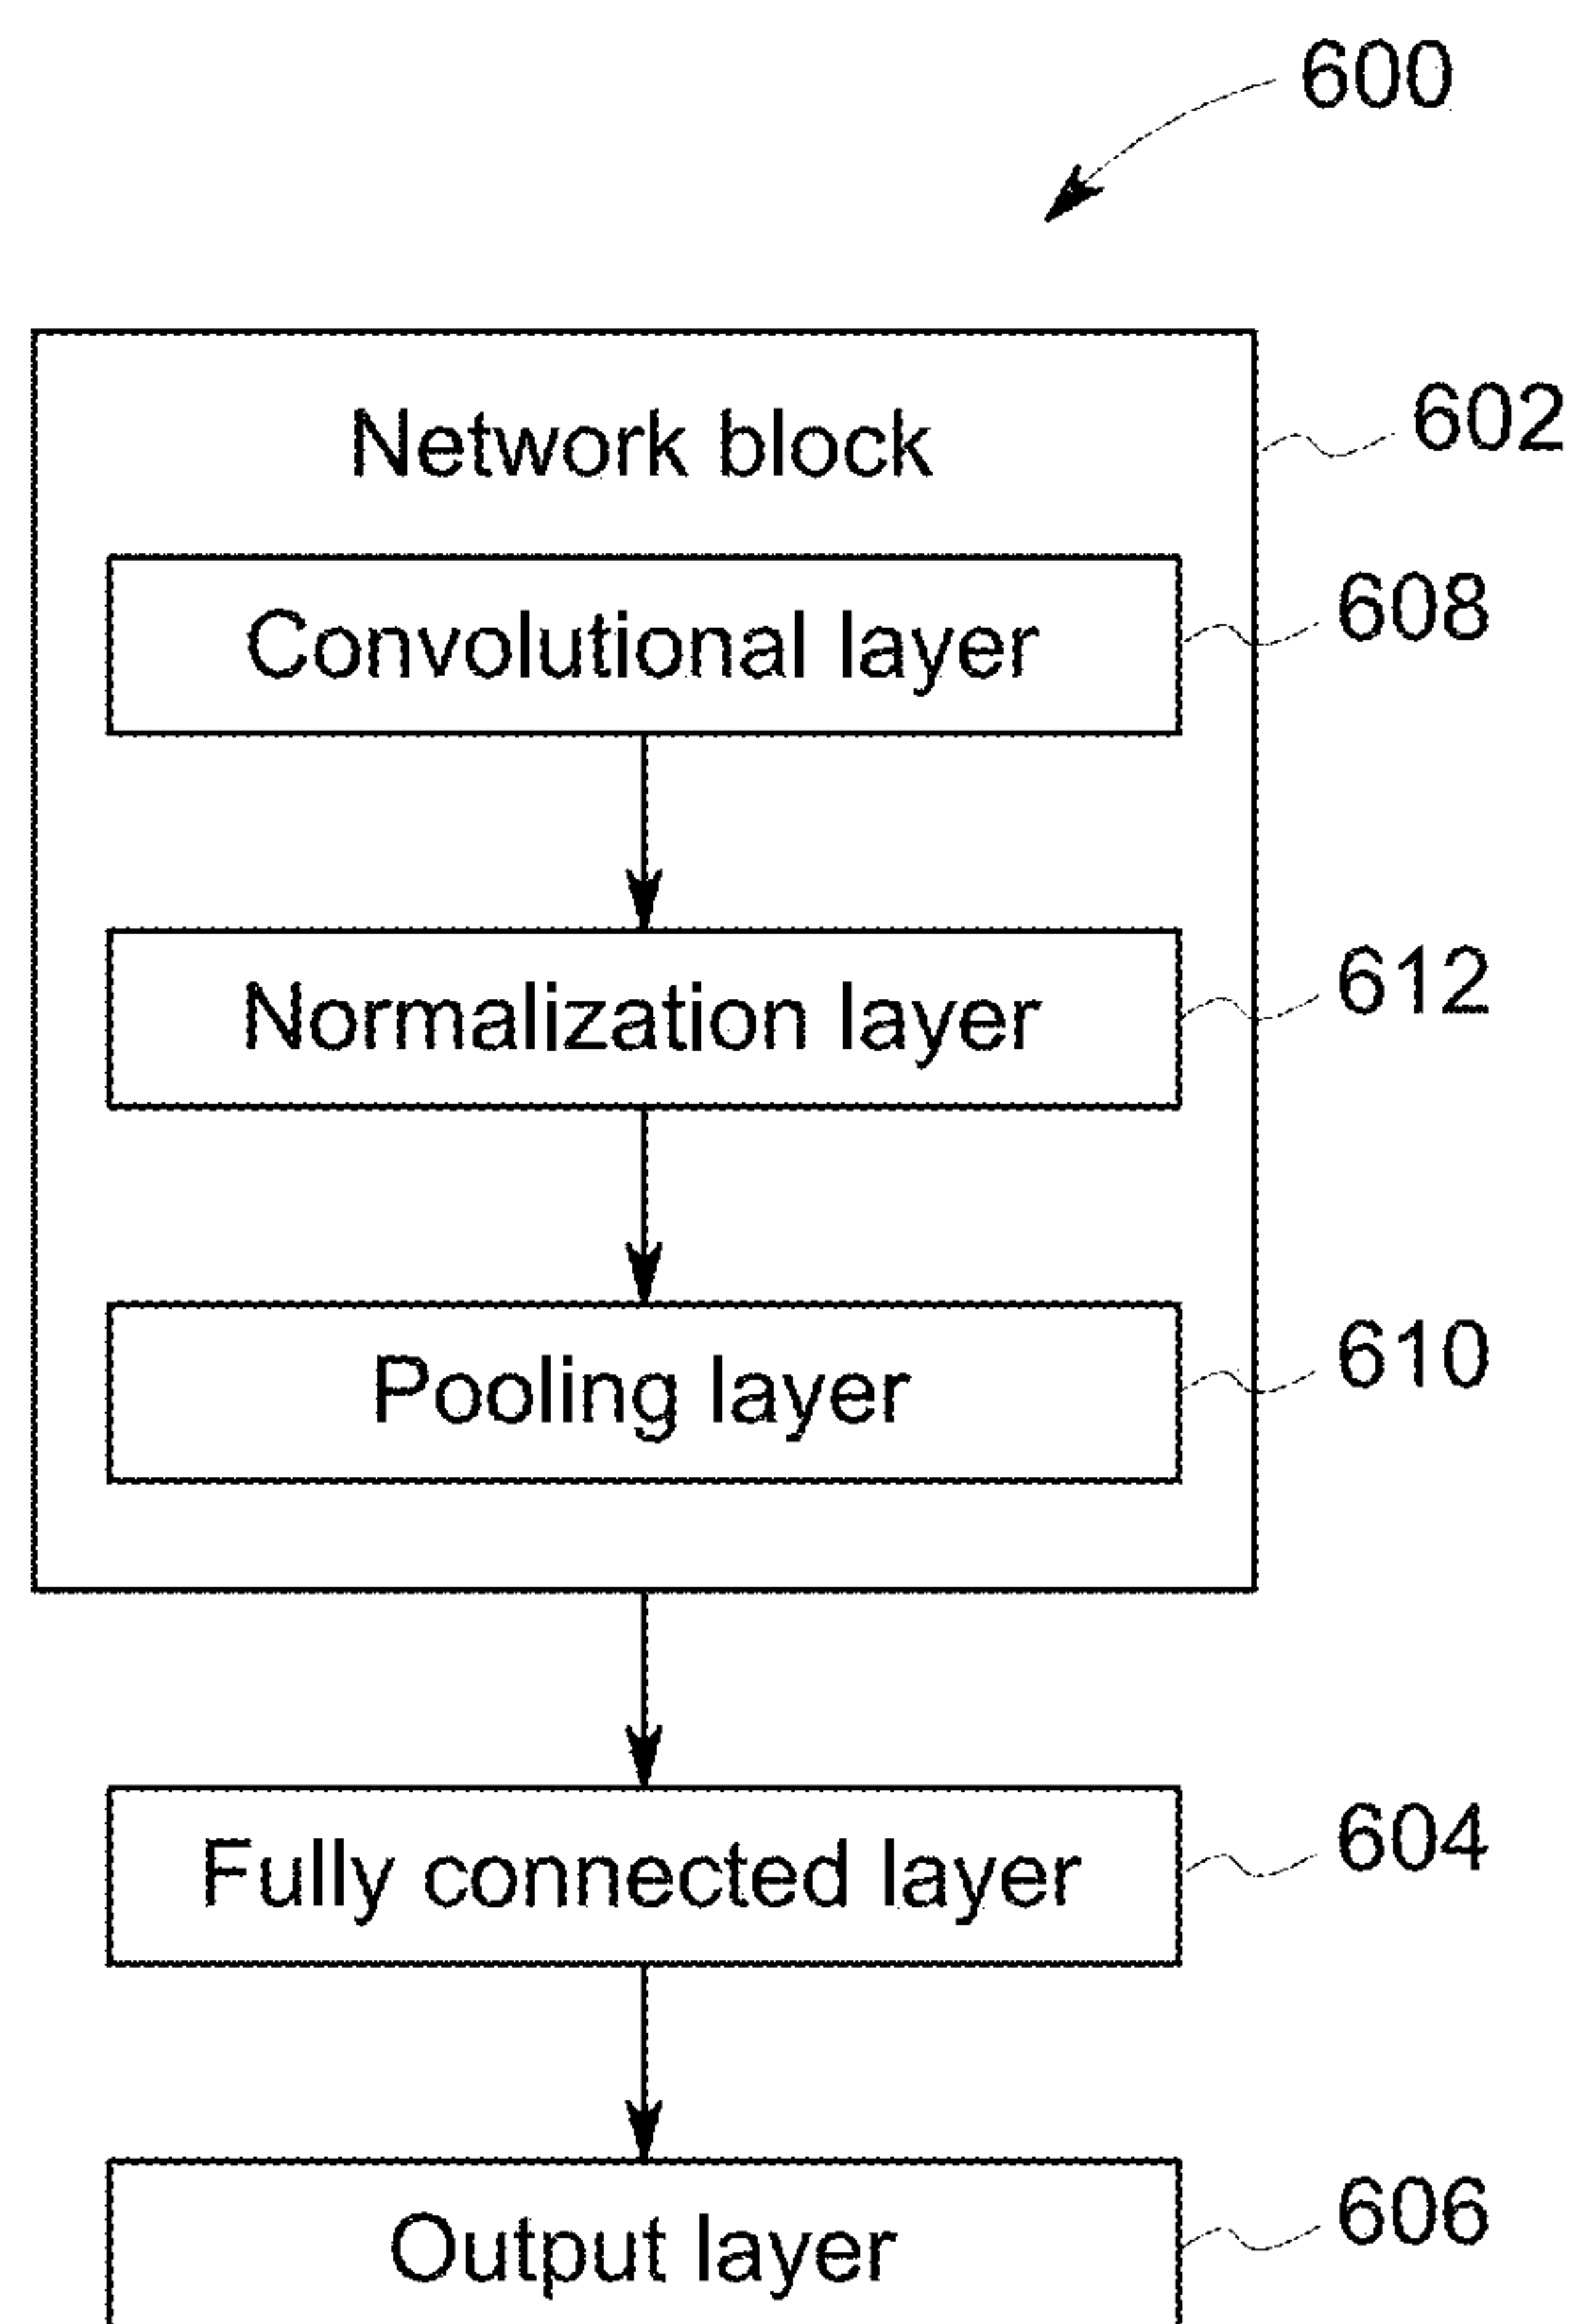 600
Network block
602
Convolutional layer
608
Normalization layer
612
Pooling layer
610
Fully connected layer
604
Output layer
606